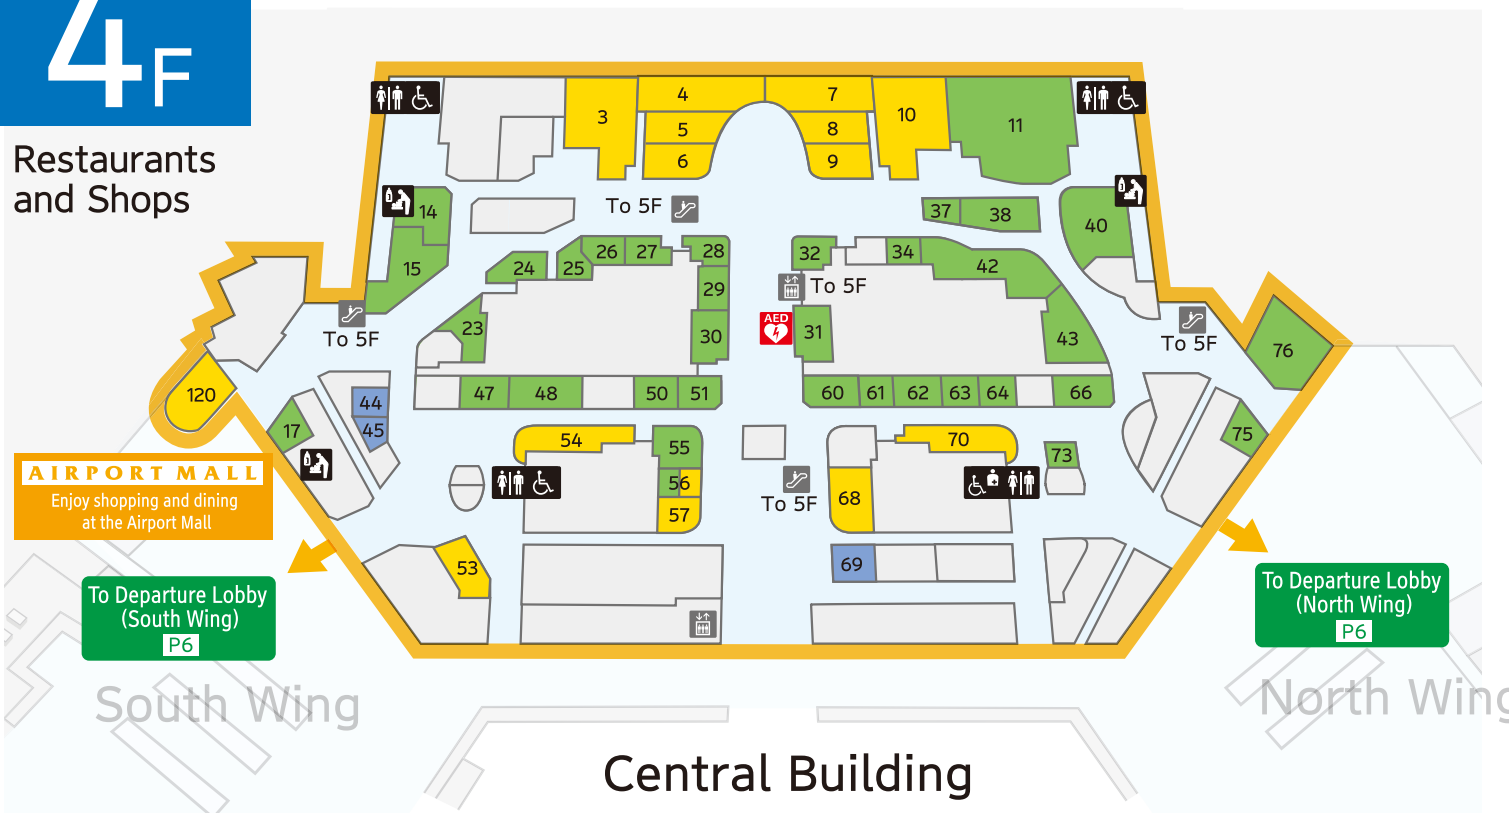 4F
Restaurants
and Shops
3
4
7
10
11
5
8
6
9
14
To 5F
37
38
40
15
26
27
28
32
34
42
24
25
29
To 5F
23
30
AED
31
43
To 5F
To 5F
76
120
47
48
50
51
60
61
62
63
64
66
44
45
17
54
55
70
73
75
56
57
68
To 5F
AIRPORT MALL
Enjoy shopping and dining
at the Airport Mall
53
69
To Departure Lobby
(South Wing)
P6
To Departure Lobby
(North Wing)
P6
South Wing
North Wing
Central Building